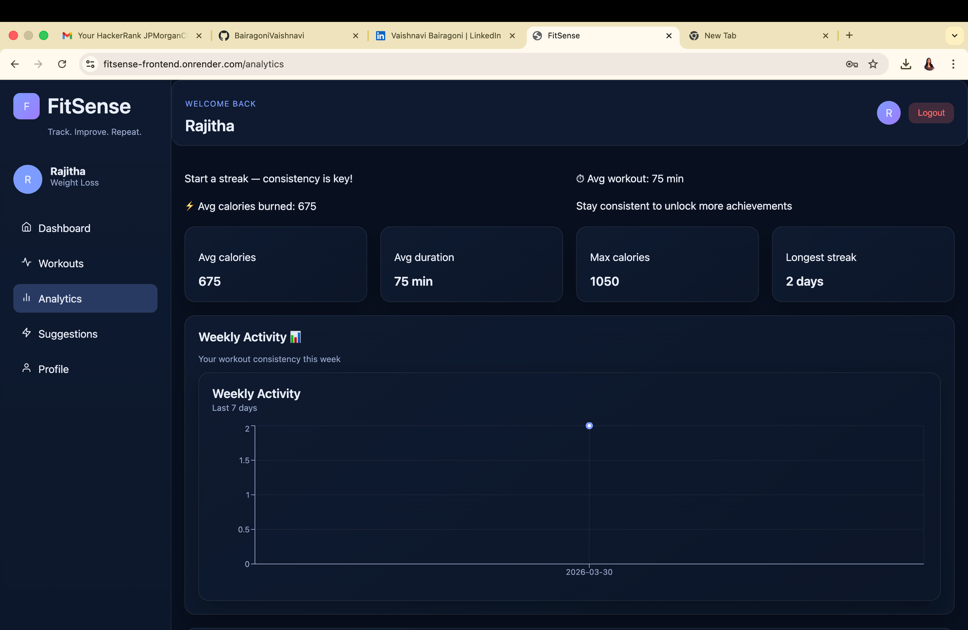 Your HackerRank JPMorganC
BairagoniVaishnavi
Vaishnavi Bairagoni | LinkedIn
FitSense
New Tab
fitsense-frontend.onrender.com/analytics
F
FitSense
Track. Improve. Repeat.
R
Rajitha
Weight Loss
Dashboard
Workouts
Analytics
Suggestions
Profile
WELCOME BACK
Rajitha
R
Logout
Start a streak — consistency is key!
⏱ Avg workout: 75 min
⚡ Avg calories burned: 675
Stay consistent to unlock more achievements
Avg calories
675
Avg duration
75 min
Max calories
1050
Longest streak
2 days
Weekly Activity 📊
Your workout consistency this week
Weekly Activity
Last 7 days
2
1.5
1
0.5
0
2026-03-30